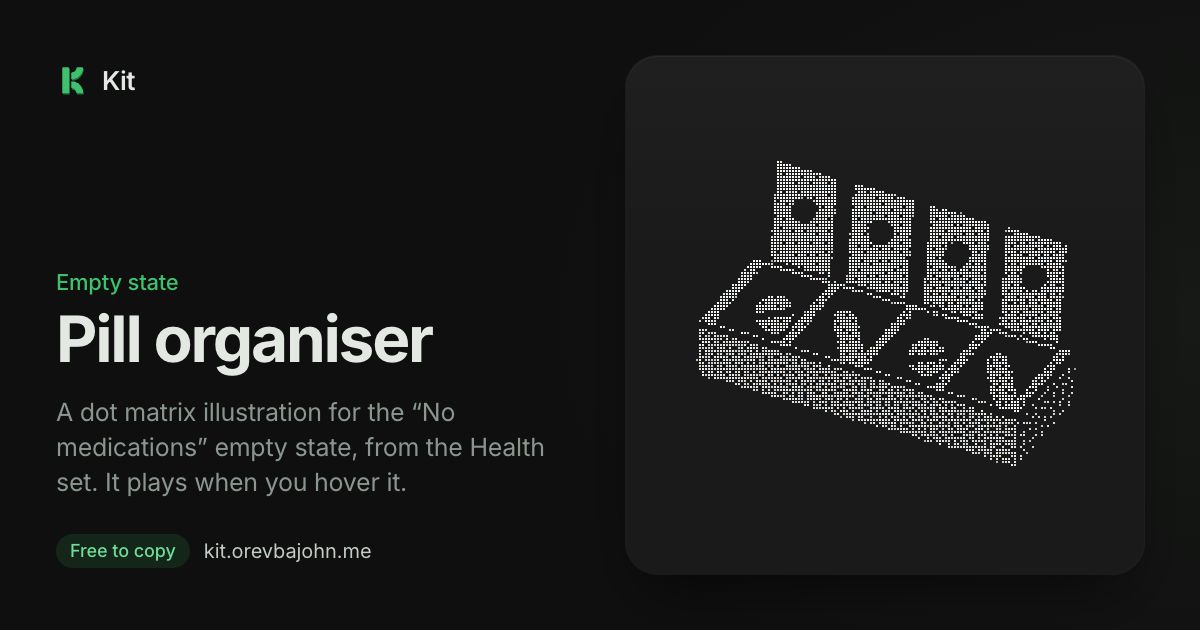 Kit
Empty state
Pill organiser
A dot matrix illustration for the “No
medications” empty state, from the Health
set. It plays when you hover it.
Free to copy
kit.orevbajohn.me